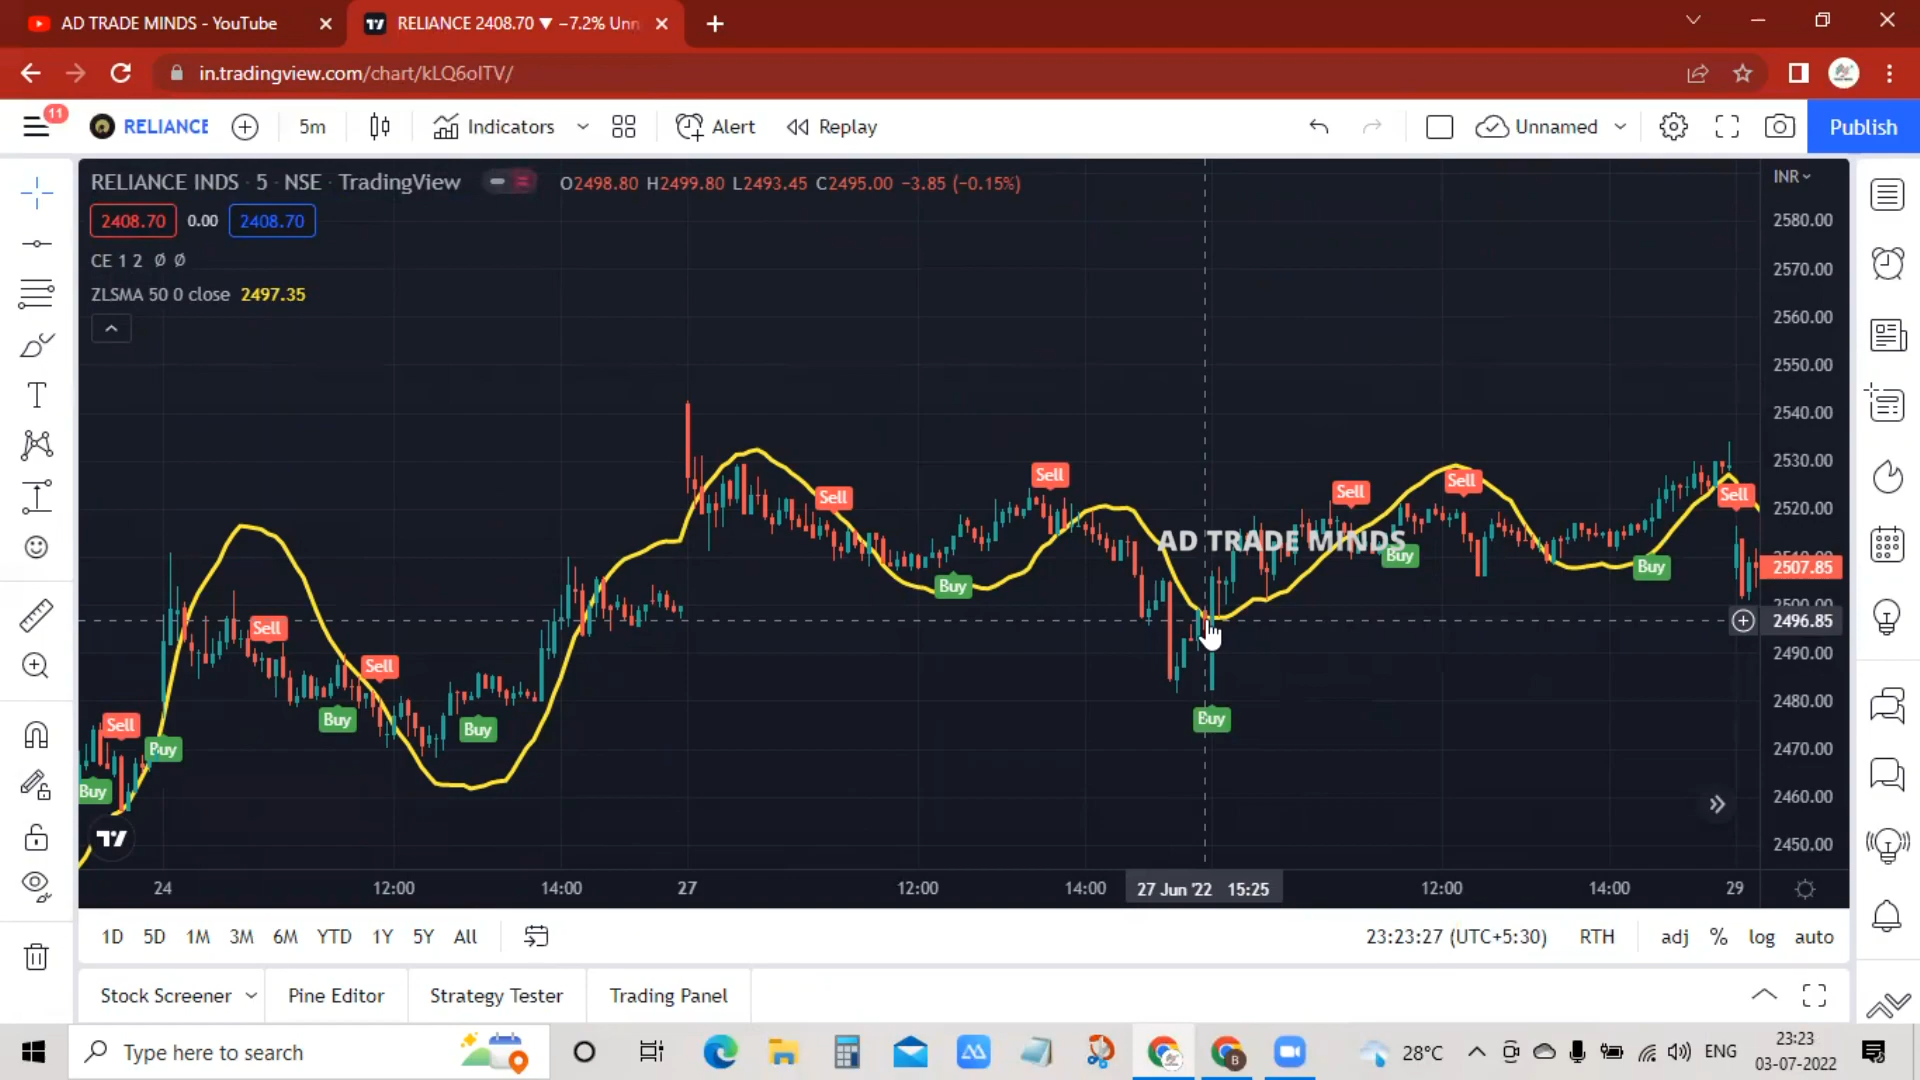 AD TRADE MINDS - YouTube
RELIANCE 2408.70 ▼ −7.2% Unn
in.tradingview.com/chart/kLQ6oITV/
11
RELIANCE
5m
Indicators
Alert
Replay
Unnamed
Publish
RELIANCE INDS · 5 · NSE · TradingView
O2498.80 H2499.80 L2493.45 C2495.00 −3.85 (−0.15%)
INR
2408.70 0.00 2408.70
CE 1 2 Ø Ø
ZLSMA 50 0 close 2497.35
2580.00
2570.00
2560.00
2550.00
2540.00
2530.00
2520.00
2510.00
2507.85
2500.00
2496.85
2490.00
2480.00
2470.00
2460.00
2450.00
Sell
Sell
Sell
Sell
Sell
Sell
Sell
Sell
AD TRADE MINDS
Buy
Buy
Buy
Buy
Buy
Buy
Buy
Buy
24 12:00 14:00 27 12:00 14:00 27 Jun '22 15:25 12:00 14:00 29
1D 5D 1M 3M 6M YTD 1Y 5Y All
23:23:27 (UTC+5:30) RTH adj % log auto
Stock Screener
Pine Editor
Strategy Tester
Trading Panel
Type here to search
B
28°C
ENG
23:23
03-07-2022